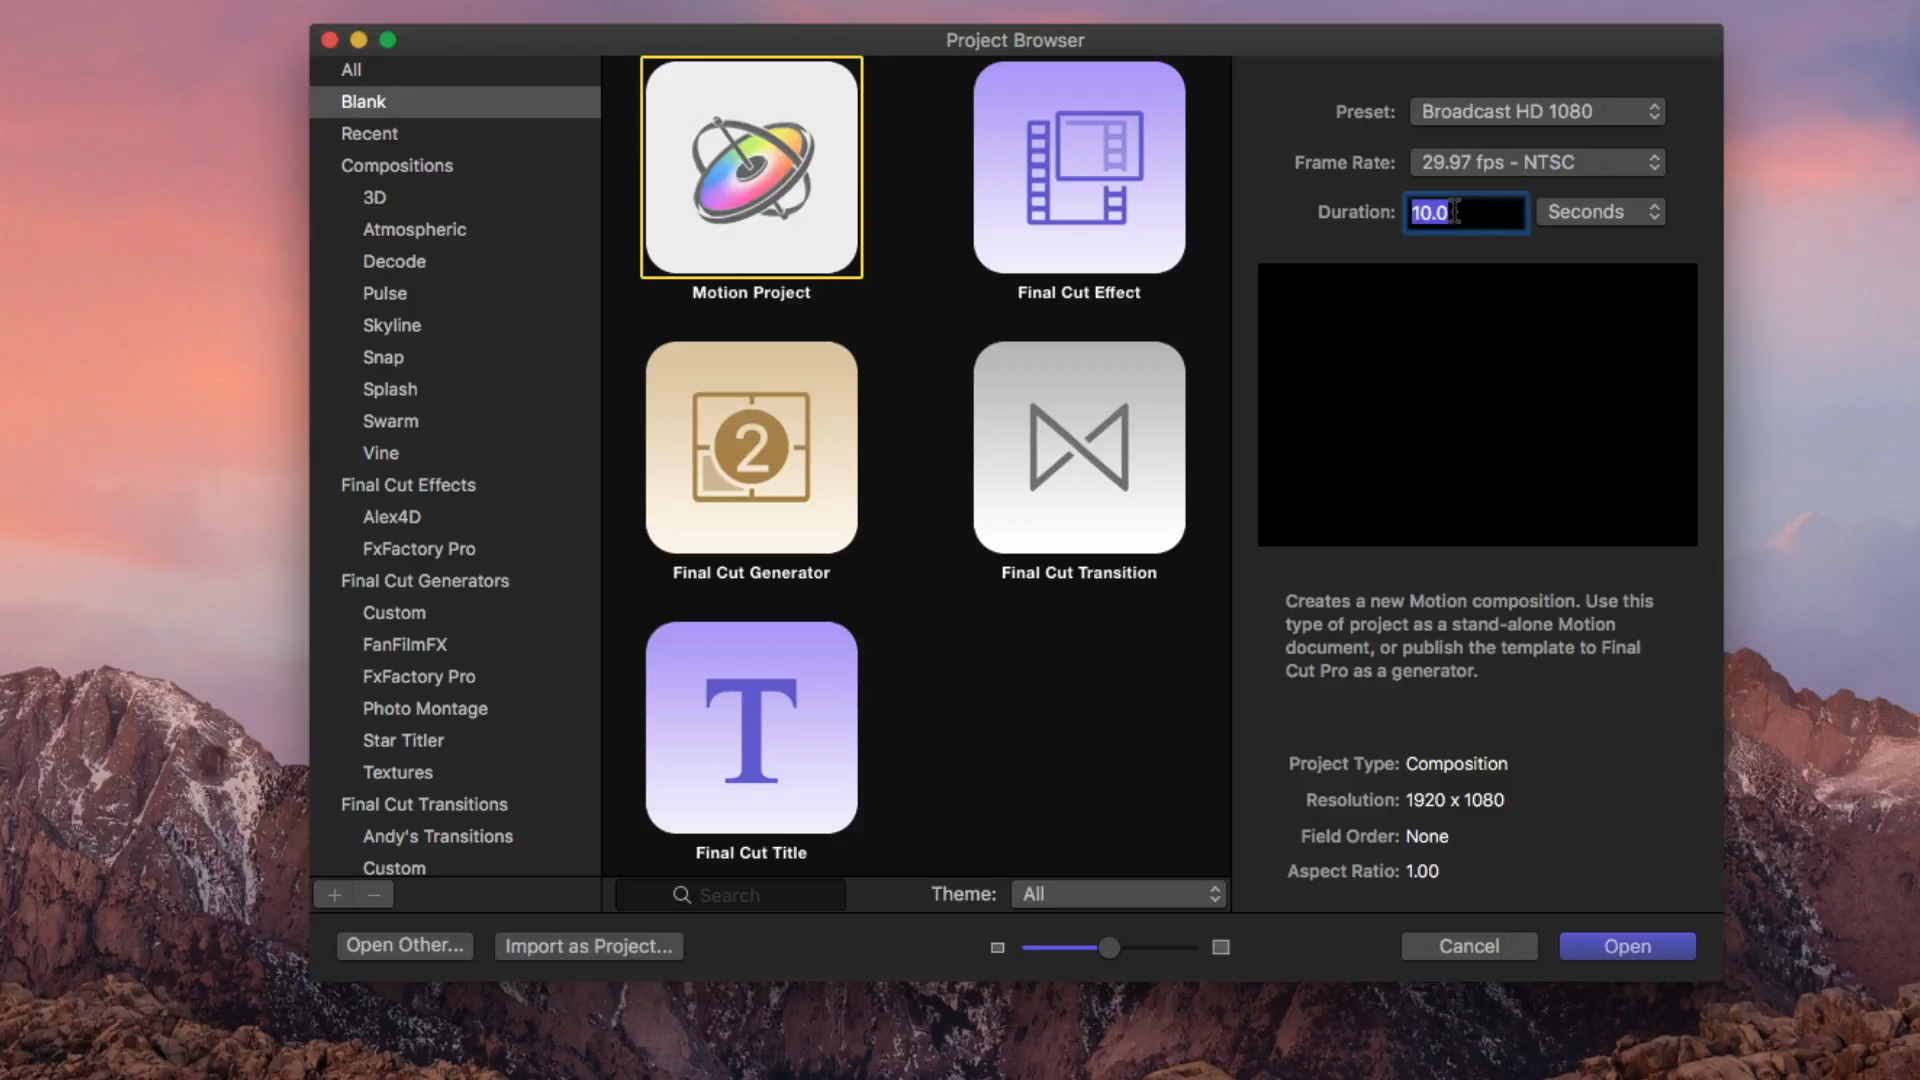 Project Browser
All
Blank
Recent
Compositions
3D
Atmospheric
Decode
Pulse
Skyline
Snap
Splash
Swarm
Vine
Final Cut Effects
Alex4D
FxFactory Pro
Final Cut Generators
Custom
FanFilmFX
FxFactory Pro
Photo Montage
Star Titler
Textures
Final Cut Transitions
Andy's Transitions
Custom
Motion Project
Final Cut Effect
2
Final Cut Generator
Final Cut Transition
T
Final Cut Title
Search
Theme: All
Preset: Broadcast HD 1080
Frame Rate: 29.97 fps - NTSC
Duration: 10.0 Seconds
Creates a new Motion composition. Use this
type of project as a stand-alone Motion
document, or publish the template to Final
Cut Pro as a generator.
Project Type: Composition
Resolution: 1920 x 1080
Field Order: None
Aspect Ratio: 1.00
Open Other...
Import as Project...
Cancel
Open